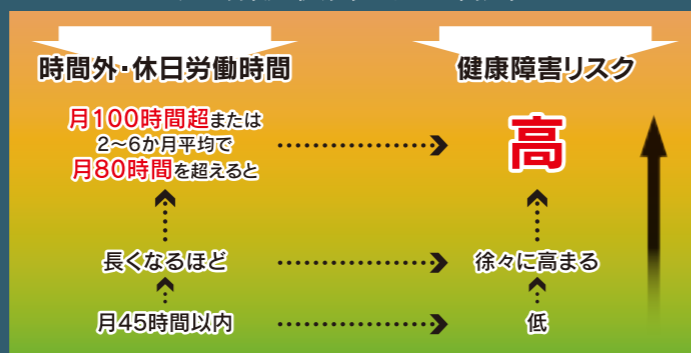 時間外・休日労働時間
健康障害リスク
月100時間超または
2～6か月平均で
月80時間を超えると
高
長くなるほど
徐々に高まる
月45時間以内
低